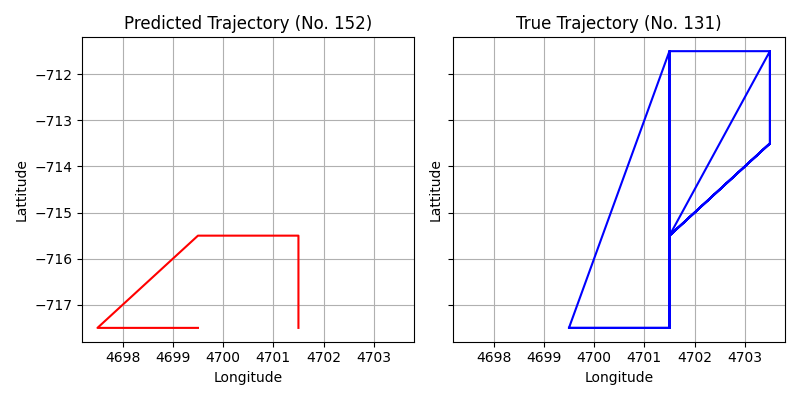 Predicted Trajectory (No. 152)
True Trajectory (No. 131)
Lattitude
−712
−713
−714
−715
−716
−717
4698 4699 4700 4701 4702 4703
Longitude
Lattitude
4698 4699 4700 4701 4702 4703
Longitude